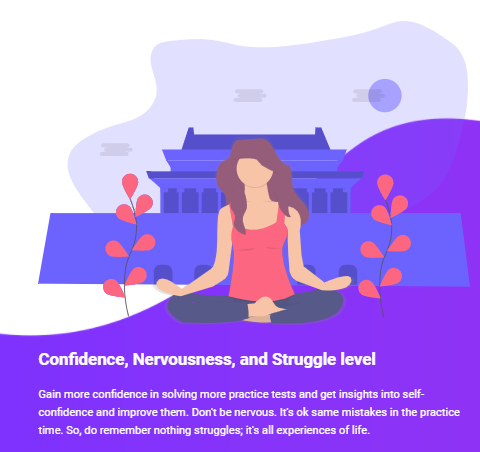 Confidence, Nervousness, and Struggle level
Gain more confidence in solving more practice tests and get insights into self-
confidence and improve them. Don't be nervous. It's ok same mistakes in the practice
time. So, do remember nothing struggles; it's all experiences of life.